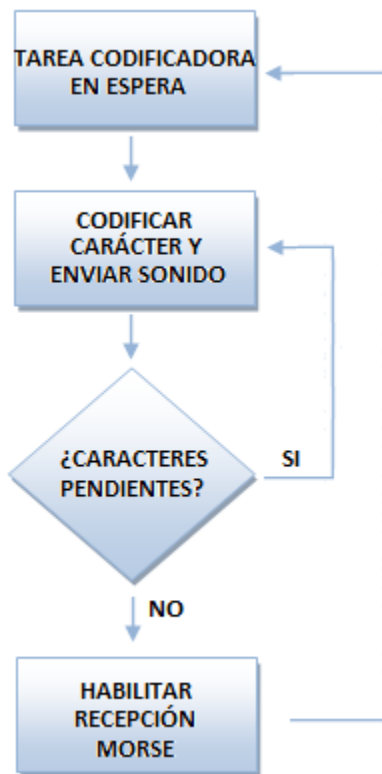 TAREA CODIFICADORA
EN ESPERA
CODIFICAR
CARÁCTER Y
ENVIAR SONIDO
¿CARACTERES
PENDIENTES?
SI
NO
HABILITAR
RECEPCIÓN
MORSE